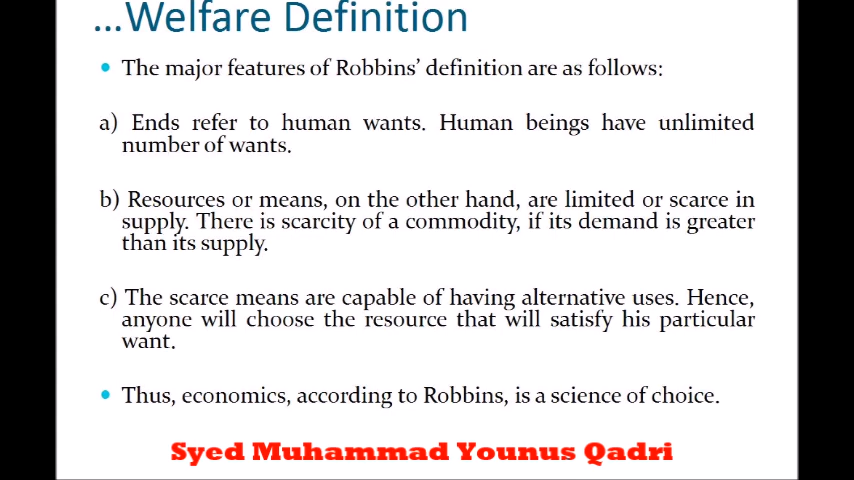 ...Welfare Definition
• The major features of Robbins' definition are as follows:
a) Ends refer to human wants. Human beings have unlimited
number of wants.
b) Resources or means, on the other hand, are limited or scarce in
supply. There is scarcity of a commodity, if its demand is greater
than its supply.
c) The scarce means are capable of having alternative uses. Hence,
anyone will choose the resource that will satisfy his particular
want.
• Thus, economics, according to Robbins, is a science of choice.
Syed Muhammad Younus Qadri